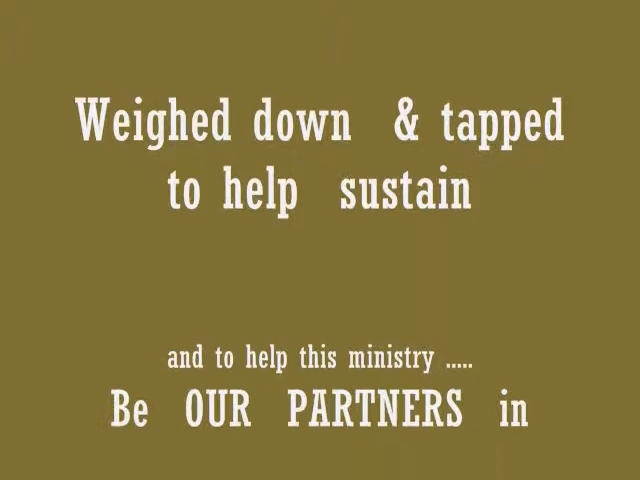 Weighed down & tapped
to help sustain
and to help this ministry .....
Be OUR PARTNERS in